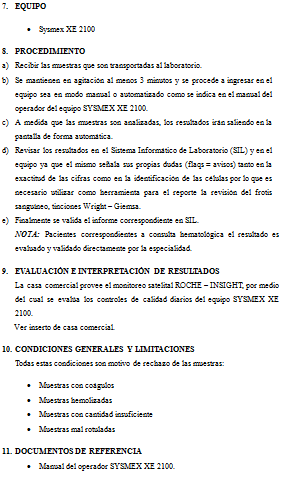 7. EQUIPO
• Sysmex XE 2100
8. PROCEDIMIENTO
a) Recibir las muestras que son transportadas al laboratorio.
b) Se mantienen en agitación al menos 3 minutos y se procede a ingresar en el
equipo sea en modo manual o automatizado como se indica en el manual del
operador del equipo SYSMEX XE 2100.
c) A medida que las muestras son analizadas, los resultados irán saliendo en la
pantalla de forma automática.
d) Revisar los resultados en el Sistema Informático de Laboratorio (SIL) y en el
equipo ya que el mismo señala sus propias dudas (flaqs = avisos) tanto en la
exactitud de las cifras como en la identificación de las células por lo que es
necesario utilizar como herramienta para el reporte la revisión del frotis
sanguíneo, tinciones Wright – Giemsa.
e) Finalmente se valida el informe correspondiente en SIL.
NOTA: Pacientes correspondientes a consulta hematológica el resultado es
evaluado y validado directamente por la especialidad.
9. EVALUACIÓN E INTERPRETACIÓN DE RESULTADOS
La casa comercial provee el monitoreo satelital ROCHE – INSIGHT, por medio
del cual se evalúa los controles de calidad diarios del equipo SYSMEX XE
2100.
Ver inserto de casa comercial.
10. CONDICIONES GENERALES Y LIMITACIONES
Todas estas condiciones son motivo de rechazo de las muestras:
• Muestras con coágulos
• Muestras hemolizadas
• Muestras con cantidad insuficiente
• Muestras mal rotuladas
11. DOCUMENTOS DE REFERENCIA
• Manual del operador SYSMEX XE 2100.